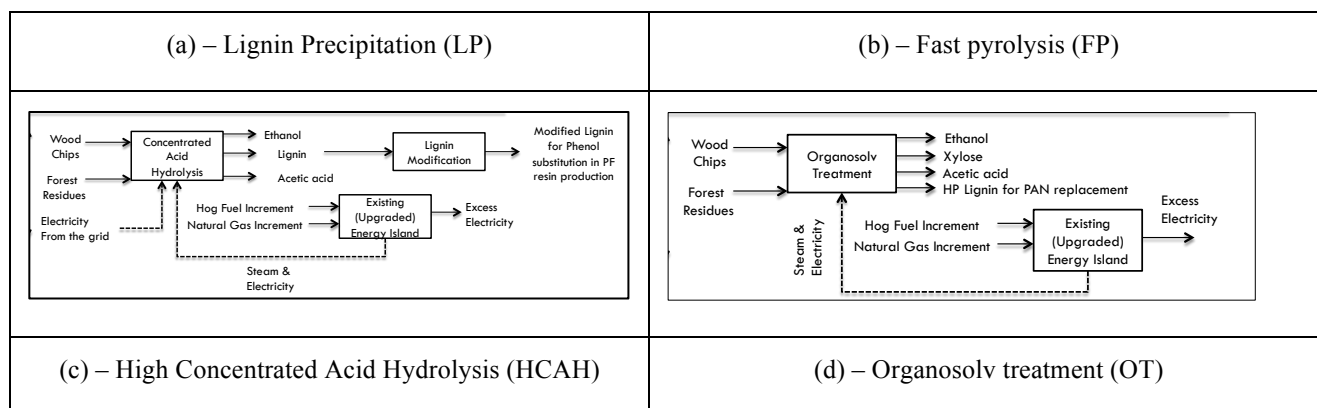 (a) – Lignin Precipitation (LP)
(b) – Fast pyrolysis (FP)
Wood
Chips
Forest
Residues
Electricity
From the grid
Concentrated
Acid
Hydrolysis
Ethanol
Lignin
Acetic acid
Lignin
Modification
Modified Lignin
for Phenol
substitution in PF
resin production
Hog Fuel Increment
Natural Gas Increment
Existing
(Upgraded)
Energy Island
Excess
Electricity
Steam &
Electricity
Wood
Chips
Forest
Residues
Organosolv
Treatment
Ethanol
Xylose
Acetic acid
HP Lignin for PAN replacement
Steam &
Electricity
Hog Fuel Increment
Natural Gas Increment
Existing
(Upgraded)
Energy Island
Excess
Electricity
(c) – High Concentrated Acid Hydrolysis (HCAH)
(d) – Organosolv treatment (OT)